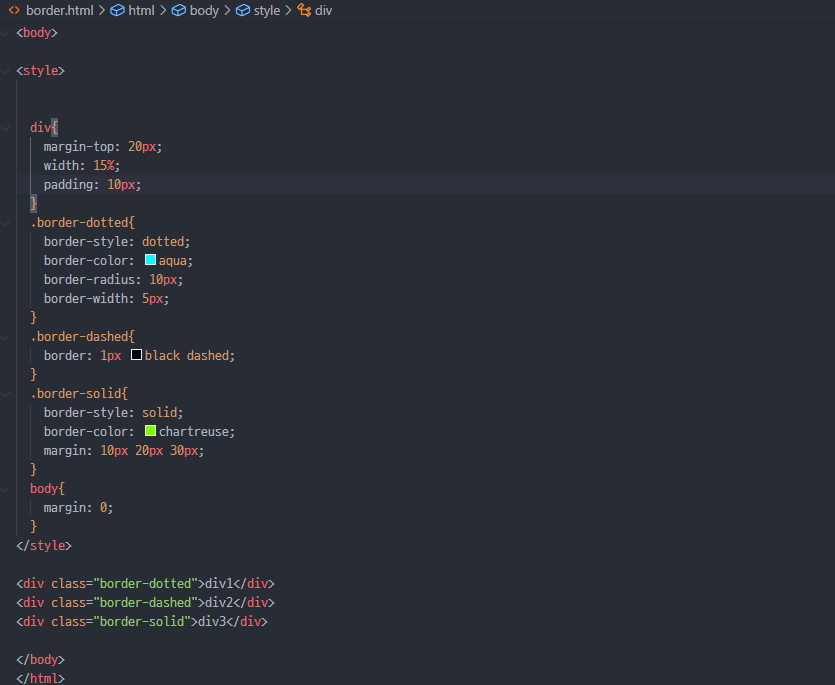 border.html > html > body > style > div
<body>
<style>
div{
margin-top: 20px;
width: 15%;
padding: 10px;
}
.border-dotted{
border-style: dotted;
border-color: aqua;
border-radius: 10px;
border-width: 5px;
}
.border-dashed{
border: 1px black dashed;
}
.border-solid{
border-style: solid;
border-color: chartreuse;
margin: 10px 20px 30px;
}
body{
margin: 0;
}
</style>
<div class="border-dotted">div1</div>
<div class="border-dashed">div2</div>
<div class="border-solid">div3</div>
</body>
</html>